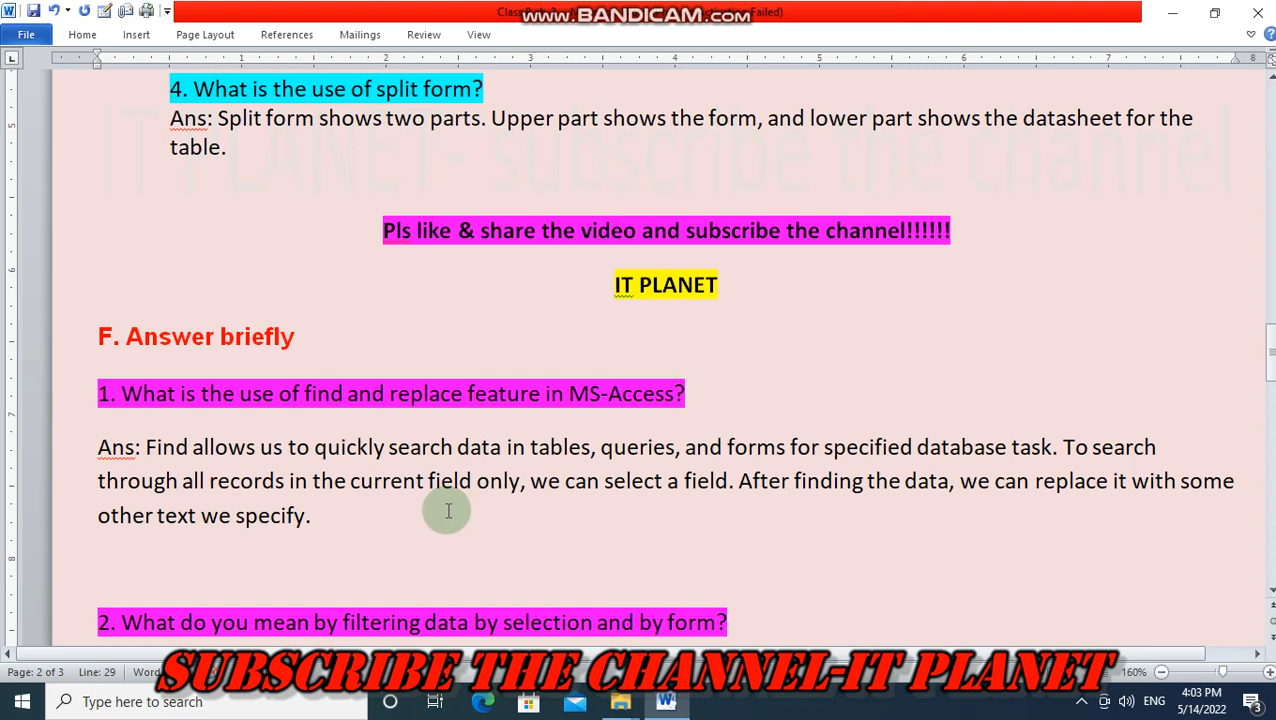 www.BANDICAM.com
File Home Insert Page Layout References Mailings Review View
4. What is the use of split form?
Ans: Split form shows two parts. Upper part shows the form, and lower part shows the datasheet for the
table.
IT PLANET- subscribe the channel
Pls like & share the video and subscribe the channel!!!!!!
IT PLANET
F. Answer briefly
1. What is the use of find and replace feature in MS-Access?
Ans: Find allows us to quickly search data in tables, queries, and forms for specified database task. To search
through all records in the current field only, we can select a field. After finding the data, we can replace it with some
other text we specify.
2. What do you mean by filtering data by selection and by form?
SUBSCRIBE THE CHANNEL-IT PLANET
Page: 2 of 3 Line: 29 160%
Type here to search
ENG
4:03 PM
5/14/2022